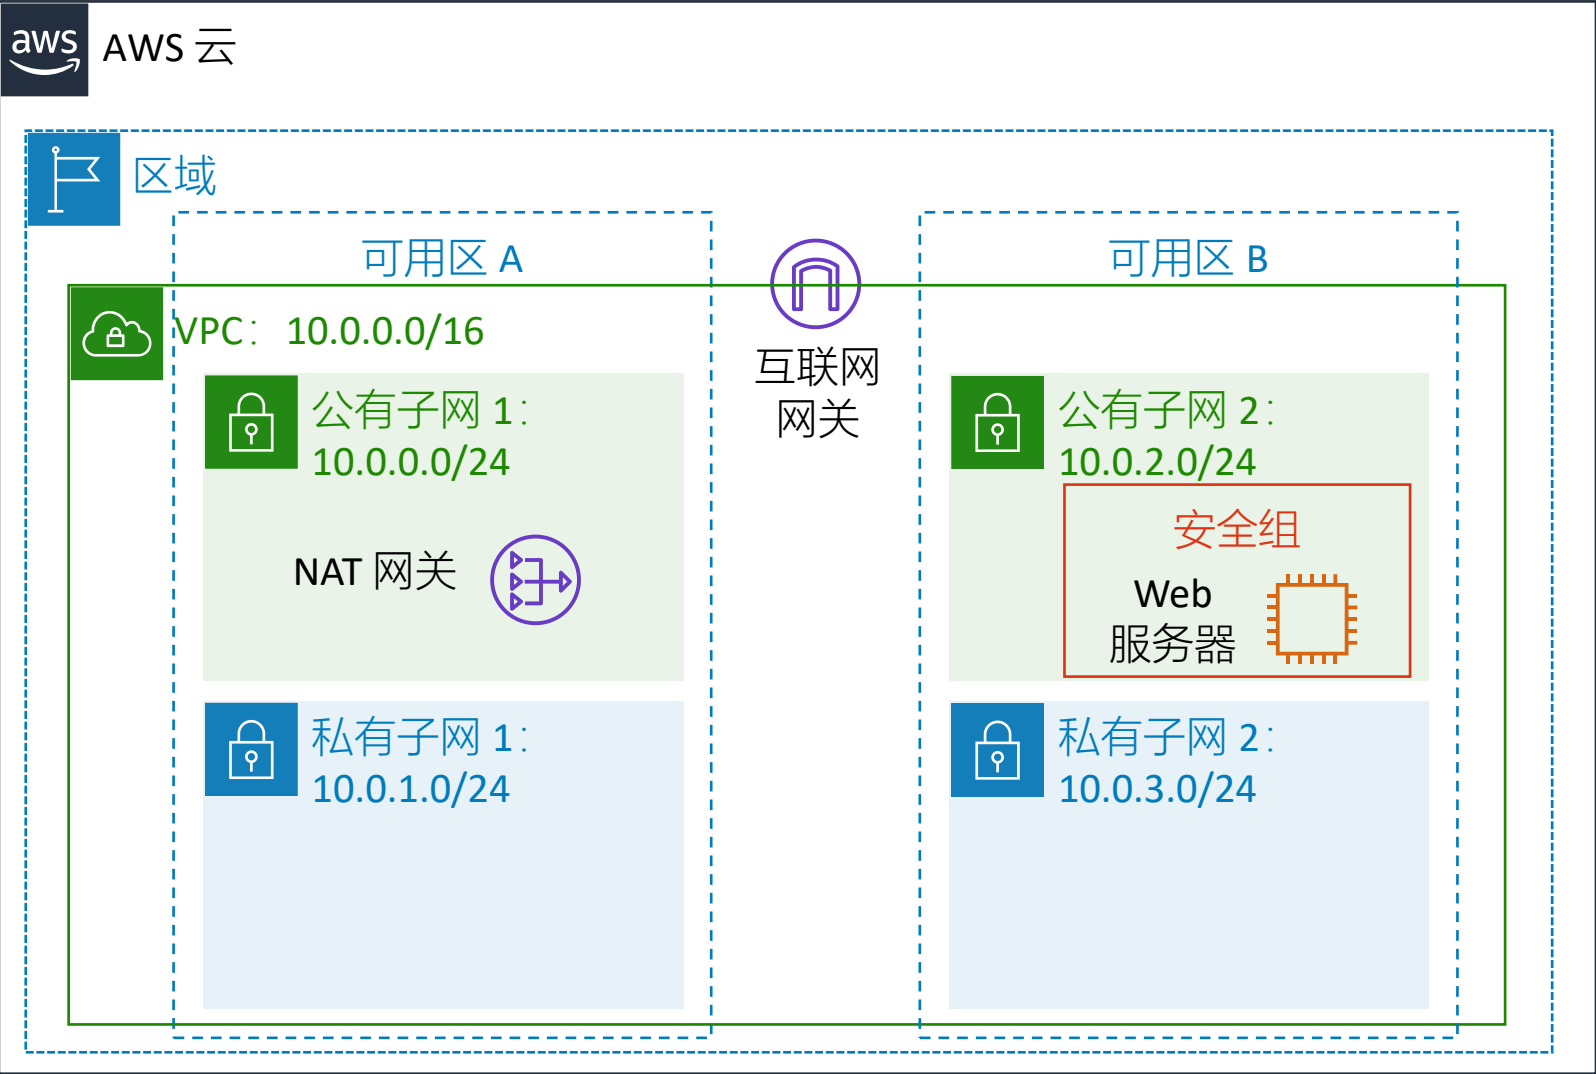 aws
AWS 云
区域
可用区 A
可用区 B
VPC：10.0.0.0/16
互联网
网关
公有子网 1：
10.0.0.0/24
公有子网 2：
10.0.2.0/24
NAT 网关
安全组
Web
服务器
私有子网 1：
10.0.1.0/24
私有子网 2：
10.0.3.0/24